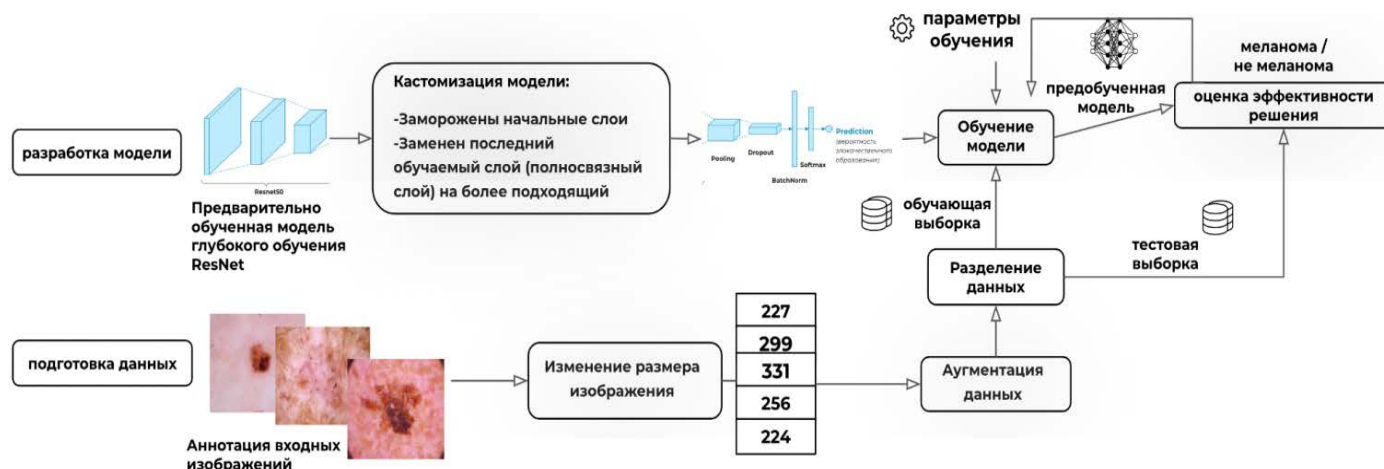 разработка модели
Resnet50
Предварительно
обученная модель
глубокого обучения
ResNet
Кастомизация модели:
-Заморожены начальные слои
-Заменен последний
обучаемый слой (полносвязный
слой) на более подходящий
Pooling
Dropout
BatchNorm
Softmax
Prediction
(вероятность
злокачественного
образования)
параметры
обучения
Обучение
модели
предобученная
модель
меланома /
не меланома
оценка эффективности
решения
обучающая
выборка
тестовая
выборка
Разделение
данных
подготовка данных
Аннотация входных
изображений
Изменение размера
изображения
227
299
331
256
224
Аугментация
данных